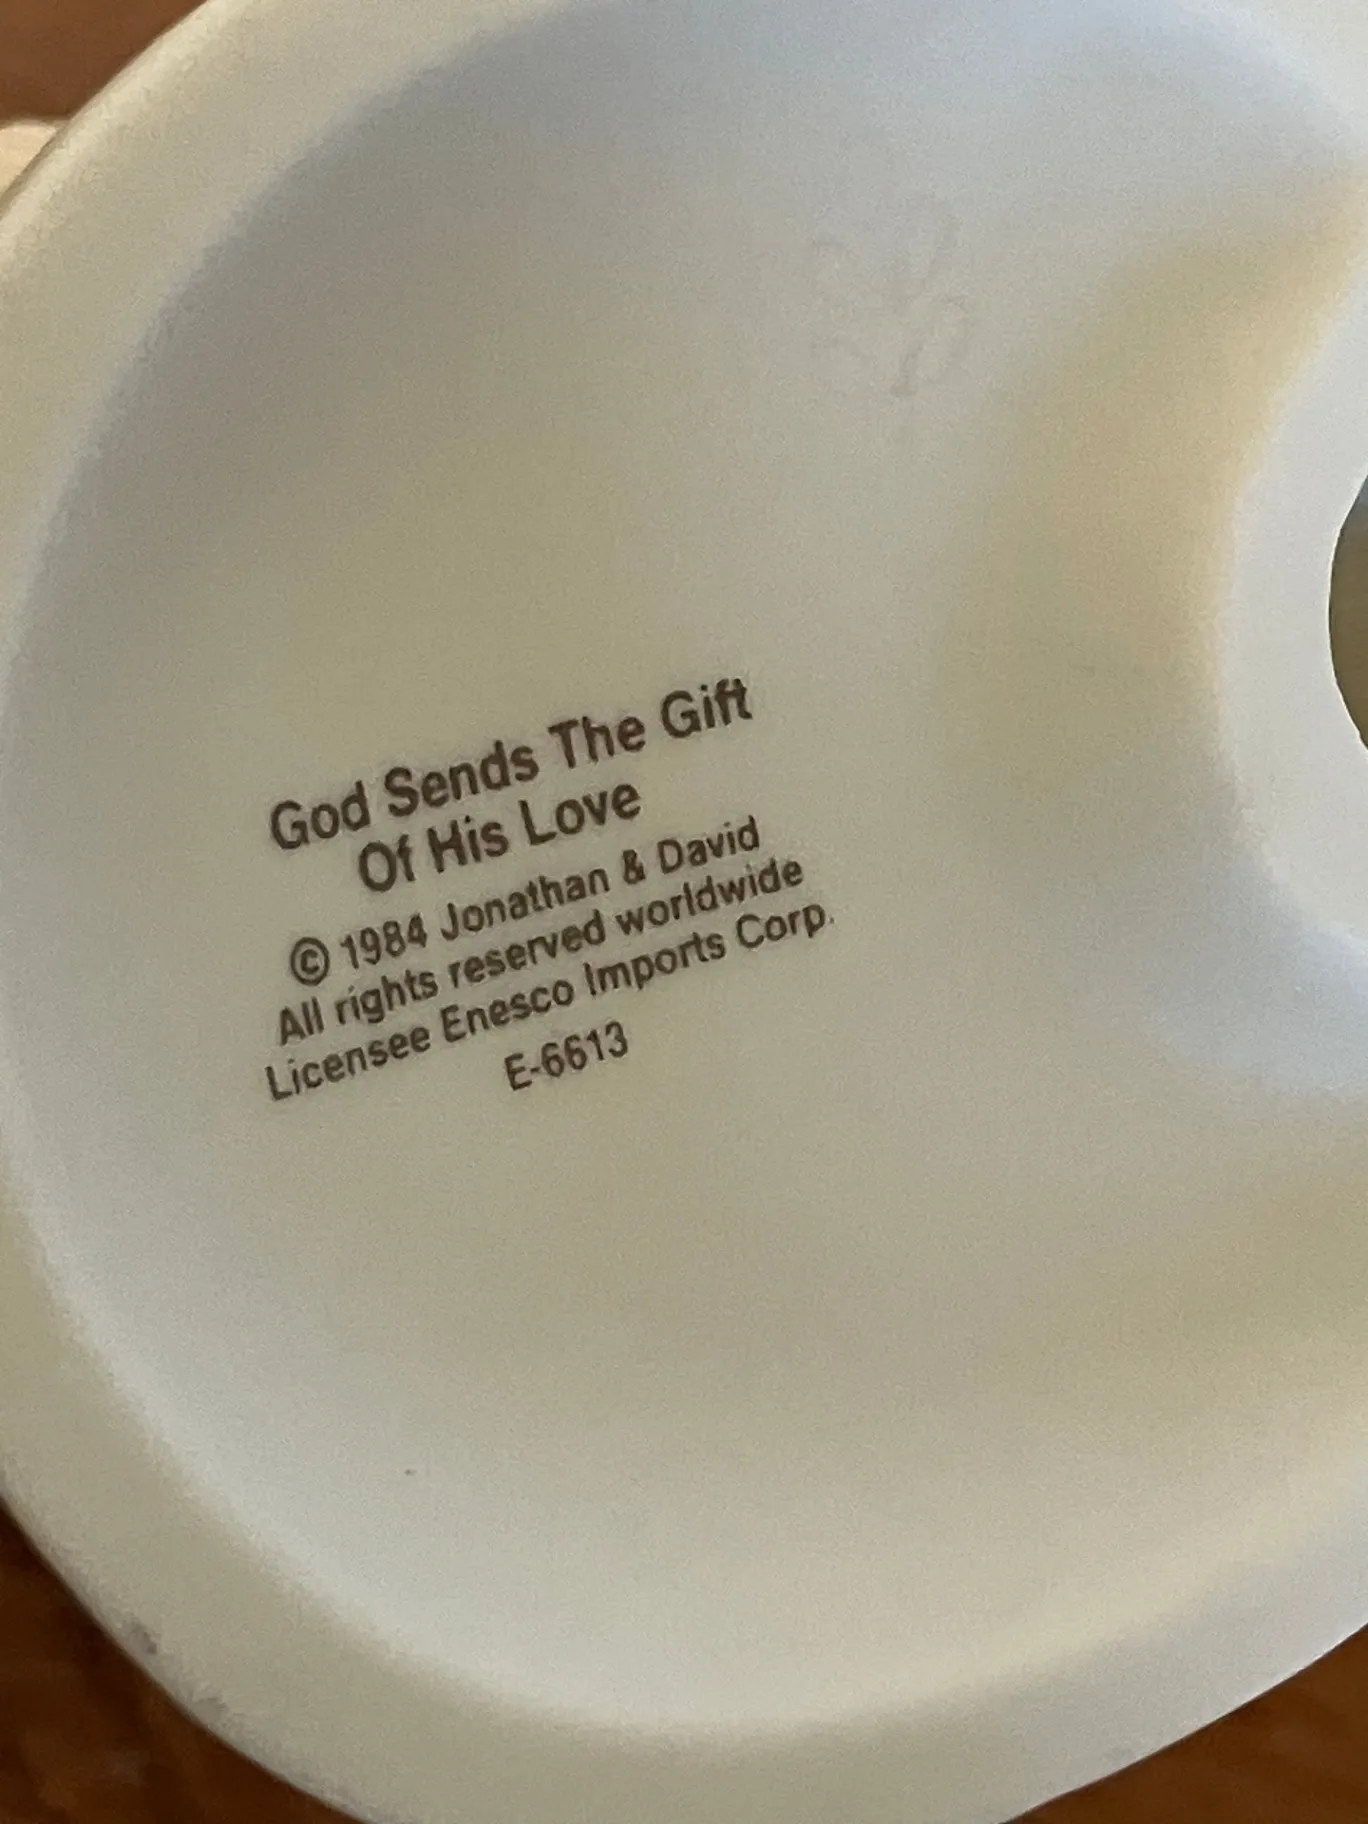 God Sends The Gift
Of His Love
© 1984 Jonathan & David
All rights reserved worldwide
Licensee Enesco Imports Corp.
E-6613